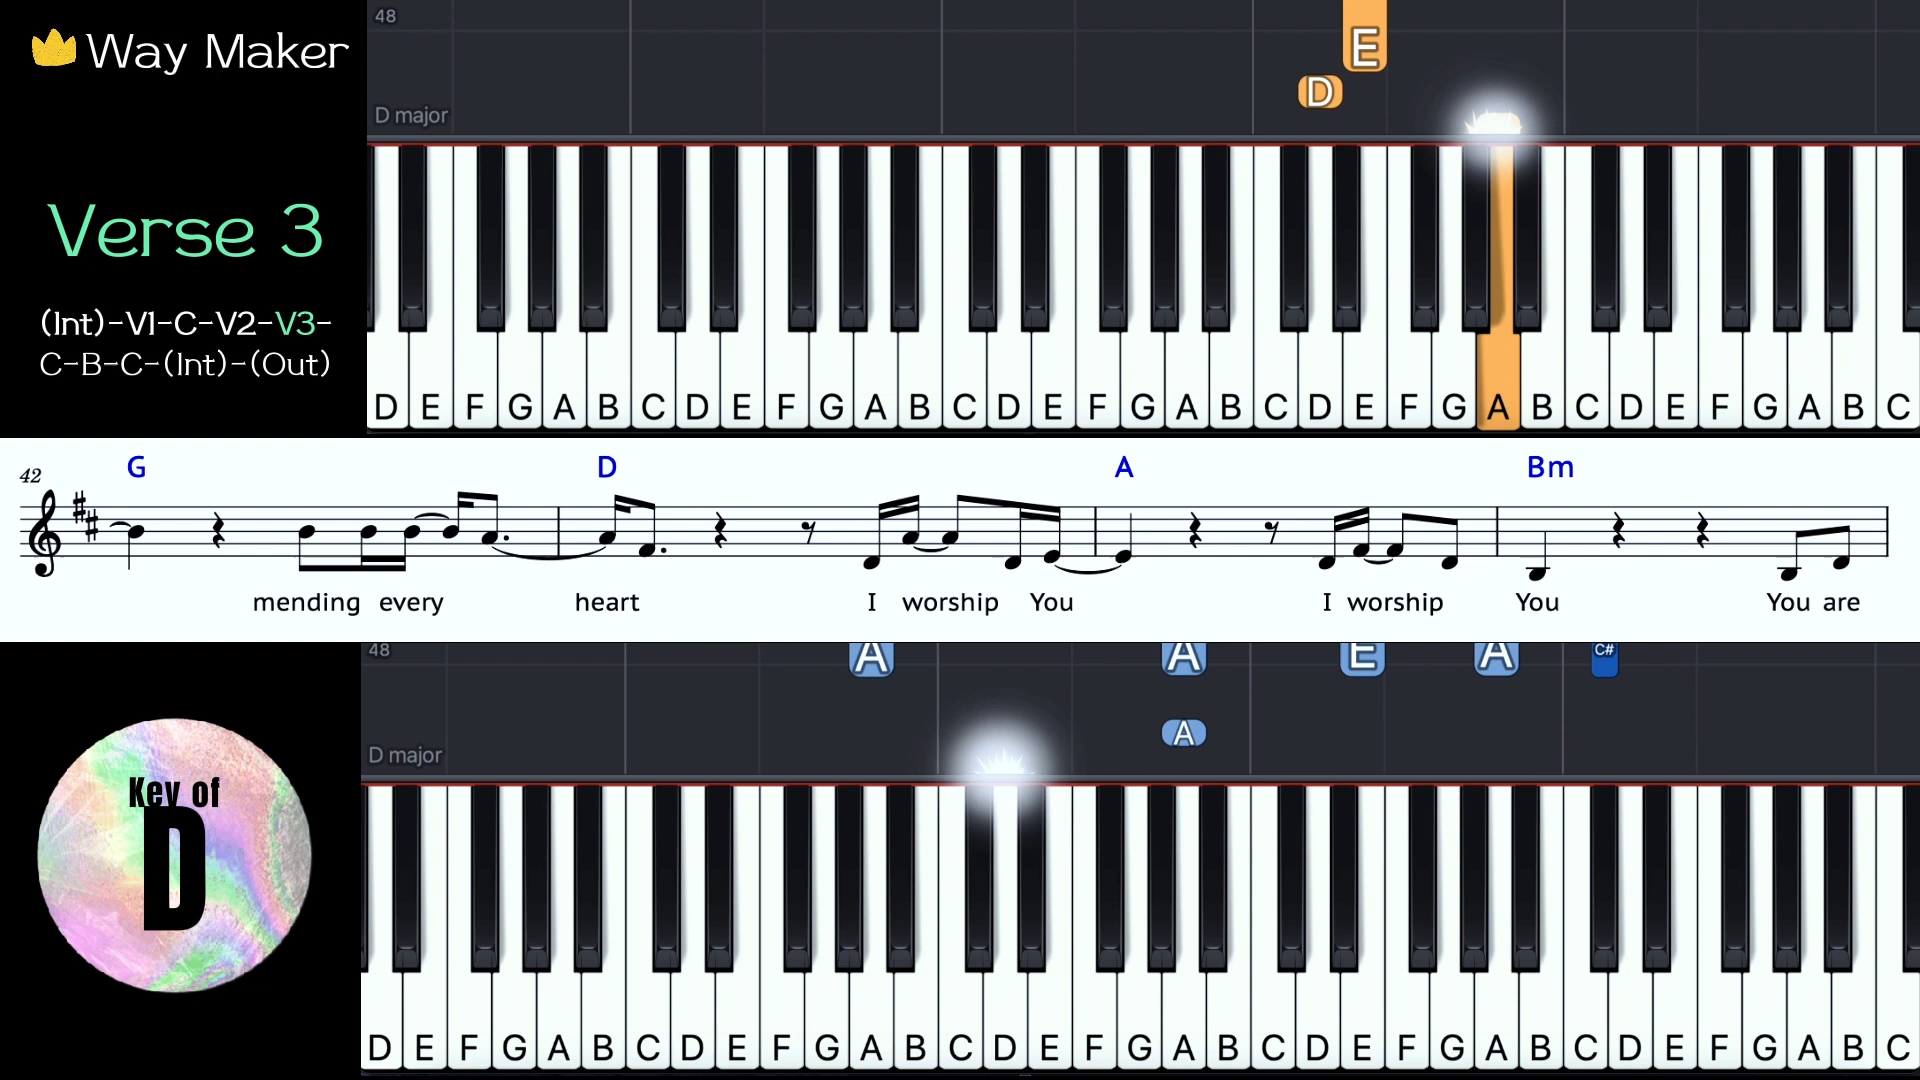 Way Maker
Verse 3
(Int)-V1-C-V2-V3-
C-B-C-(Int)-(Out)
48
E
D
D major
D E F G A B C D E F G A B C D E F G A B C D E F G A B C D E F G A B C
42
G D A Bm
mending every heart I worship You I worship You You are
48
A A E A C#
A
D major
D E F G A B C D E F G A B C D E F G A B C D E F G A B C D E F G A B C
Key of
D